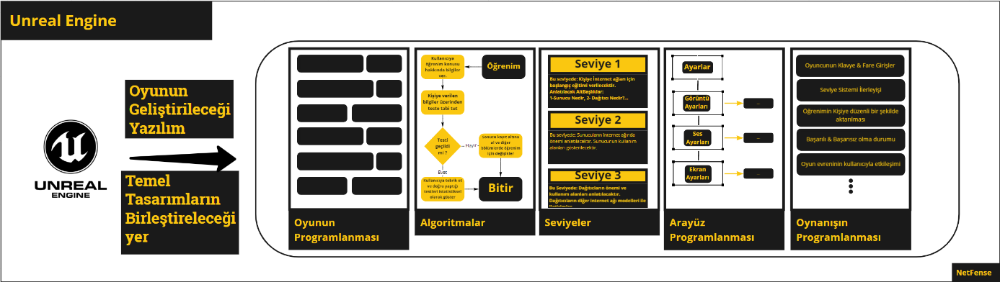 Unreal Engine
Oyunun
Geliştirileceği
Yazılım
UNREAL
ENGINE
Temel
Tasarımların
Birleştireleceği
yer
Oyunun
Programlanması
Kullanıcıya
öğrenim konusu
hakkında bilgiler
ver.
Öğrenim
Kişiye verilen
bilgiler üzerinden
teste tabi tut
Testi
geçildi
mi ?
Hayır
Sonucu kayıt altına
al ve diğer
bölümlerde öğrenim
için değişikler
Evet
Kullanıcıya tebrik et
ve doğru yaptığı
testleri istatistiksel
olarak göster
Bitir
Algoritmalar
Seviye 1
Bu seviyede: Kişiye İnternet ağları için
başlangıç eğitimi verilecektir.
Anlatılacak AltBaşlıklar:
1-Sunucu Nedir, 2- Dağıtıcı Nedir?...
Seviye 2
Bu seviyede: Sunucuların internet ağında
önemi anlatılacaktır. Sunucunun kullanım
alanları gösterilecektir.
Seviye 3
Bu Seviyede: Dağıtıcıların önemi ve
kullanım alanları anlatılacaktır.
Dağıtıcıların diğer internet ağı modelleri ile
Seviyeler
Ayarlar
Görüntü
Ayarları
...
Ses
Ayarları
...
Ekran
Ayarları
...
Arayüz
Programlanması
Oyuncunun Klavye & Fare Girişler
Seviye Sistemi İlerleyişi
Öğrenimin Kişiye düzenli bir şekilde
aktarılması
Başarılı & Başarısız olma durumu
Oyun evreninin kullanıcıyla etkileşimi
Oynanışın
Programlanması
NetFense